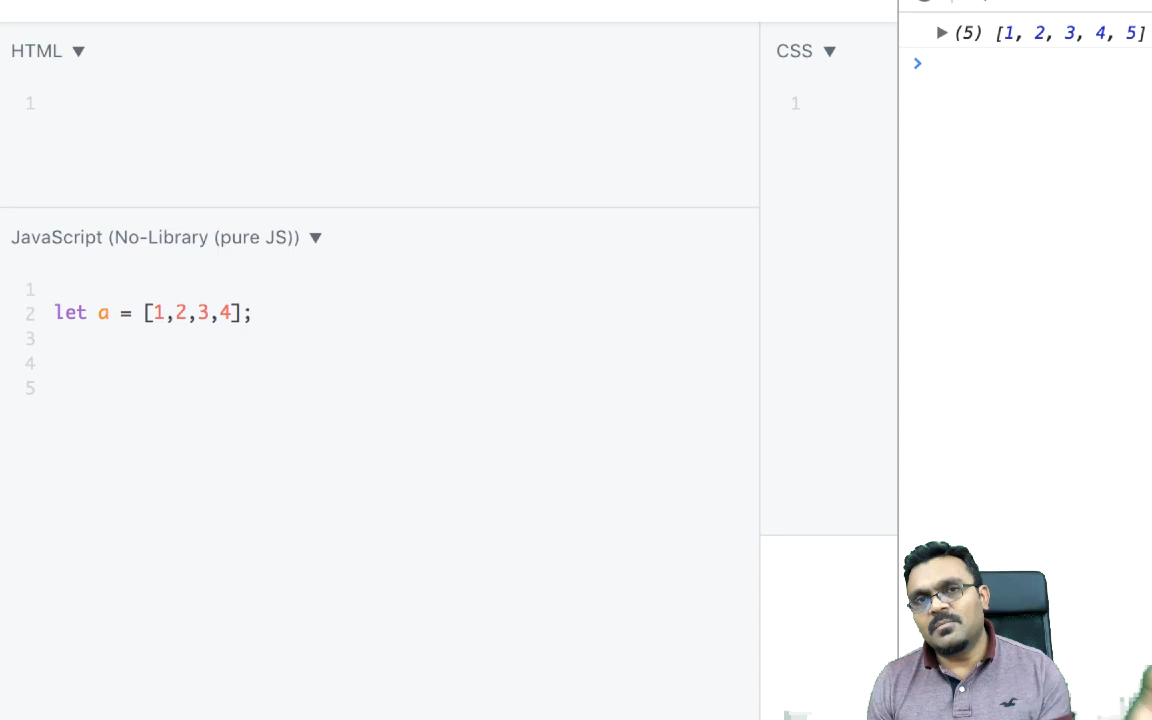 HTML ▼
1
JavaScript (No-Library (pure JS)) ▼
1
2 let a = [1,2,3,4];
3
4
5
CSS ▼
1
▶ (5) [1, 2, 3, 4, 5]
>